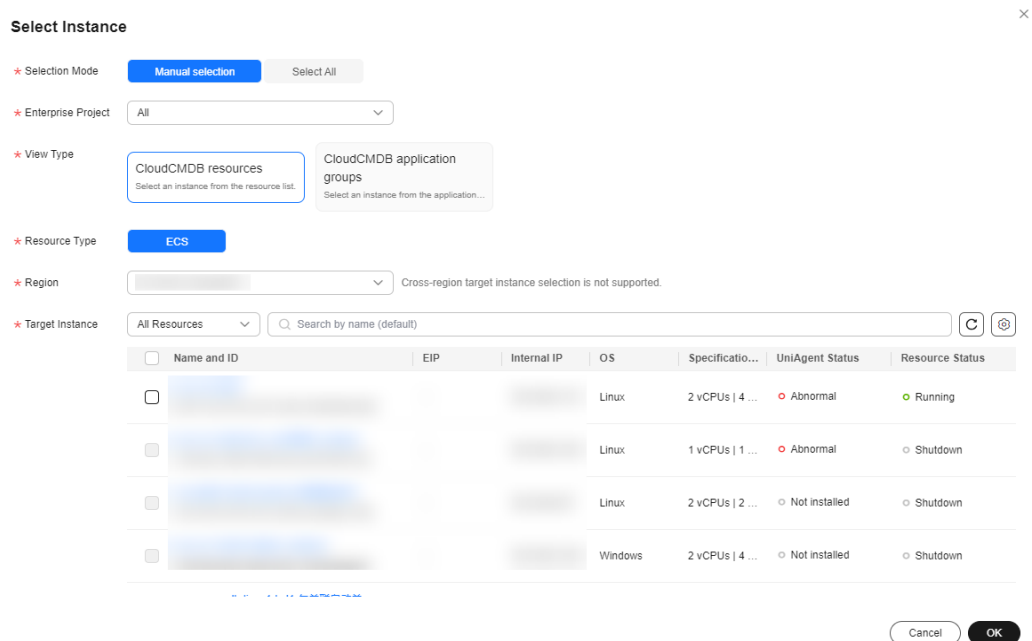 Select Instance
* Selection Mode Manual selection Select All
* Enterprise Project All
* View Type CloudCMDB resources
Select an instance from the resource list.
CloudCMDB application
groups
Select an instance from the application...
* Resource Type ECS
* Region Cross-region target instance selection is not supported.
* Target Instance All Resources Search by name (default)
Name and ID EIP Internal IP OS Specificatio... UniAgent Status Resource Status
Linux 2 vCPUs | 4 ... Abnormal Running
Linux 1 vCPUs | 1 ... Abnormal Shutdown
Linux 2 vCPUs | 2 ... Not installed Shutdown
Windows 2 vCPUs | 4 ... Not installed Shutdown
Cancel OK